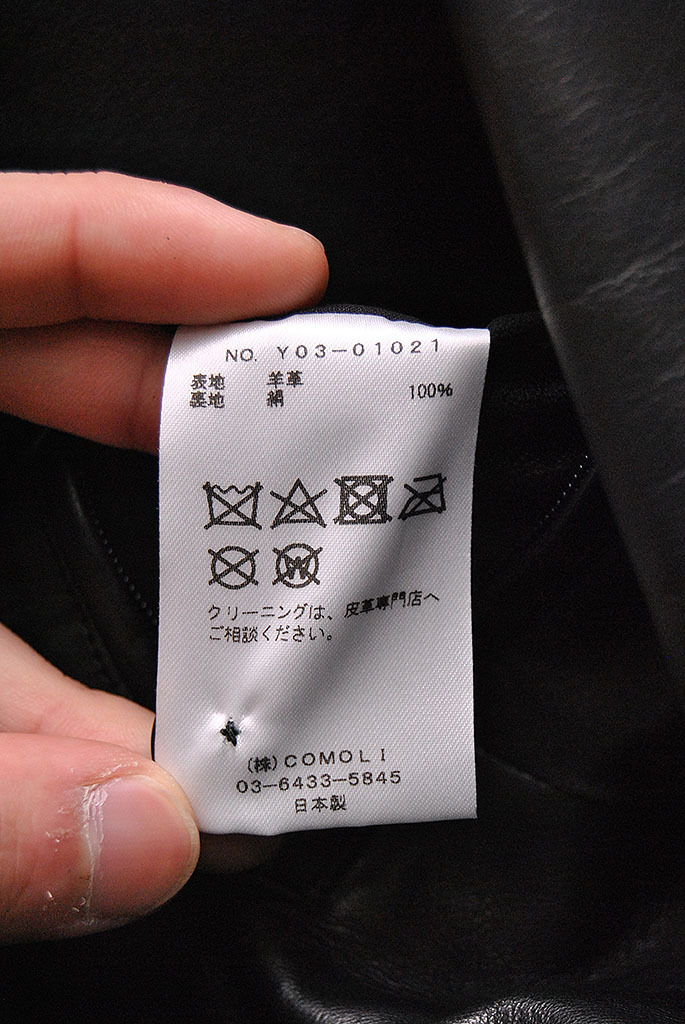 NO. Y03-01021
表地 羊革
裏地 絹 100%
クリーニングは、皮革専門店へ
ご相談ください。
(株)COMOLI
03-6433-5845
日本製